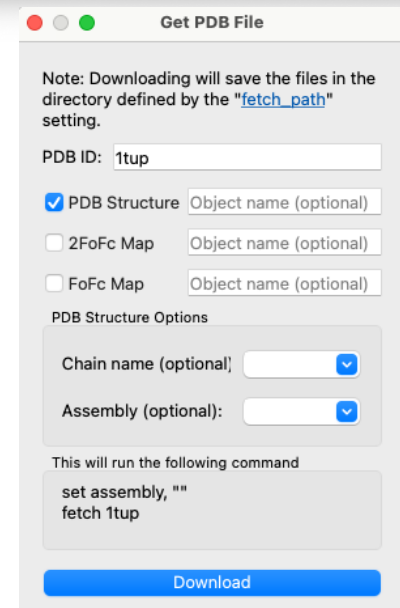 Get PDB File
Note: Downloading will save the files in the
directory defined by the "fetch_path"
setting.
PDB ID: 1tup
PDB Structure Object name (optional)
2FoFc Map Object name (optional)
FoFc Map Object name (optional)
PDB Structure Options
Chain name (optional)
Assembly (optional):
This will run the following command
set assembly, ""
fetch 1tup
Download